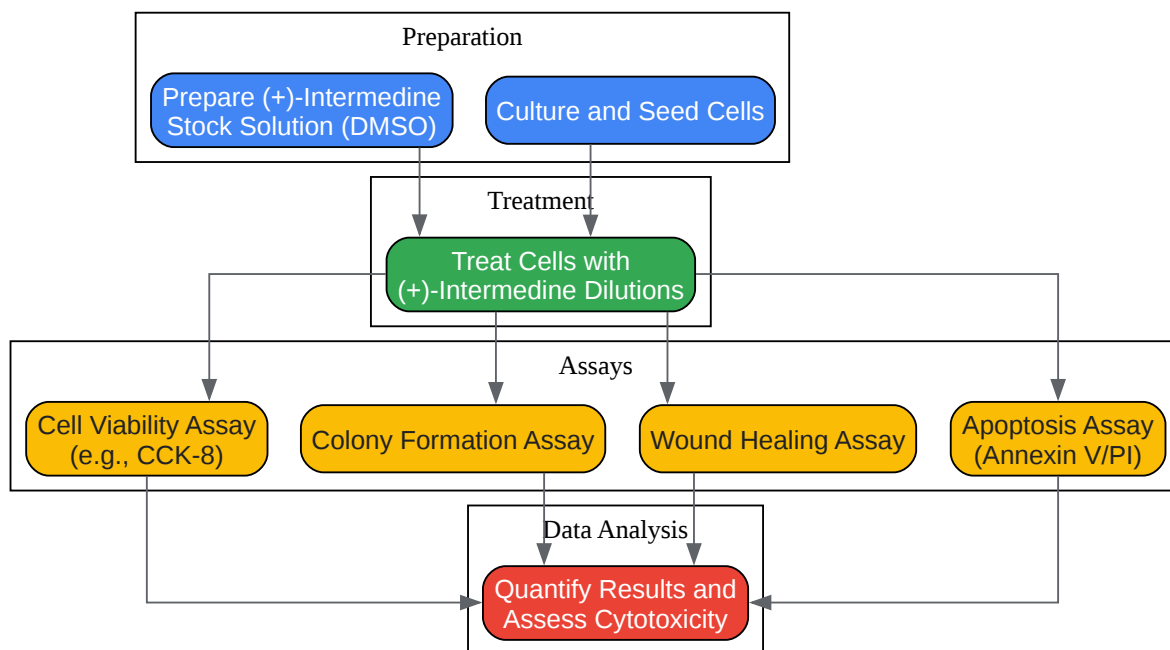 Preparation
Prepare (+)-Intermedine
Stock Solution (DMSO)
Culture and Seed Cells
Treatment
Treat Cells with
(+)-Intermedine Dilutions
Assays
Cell Viability Assay
(e.g., CCK-8)
Colony Formation Assay
Wound Healing Assay
Apoptosis Assay
(Annexin V/PI)
Data Analysis
Quantify Results and
Assess Cytotoxicity